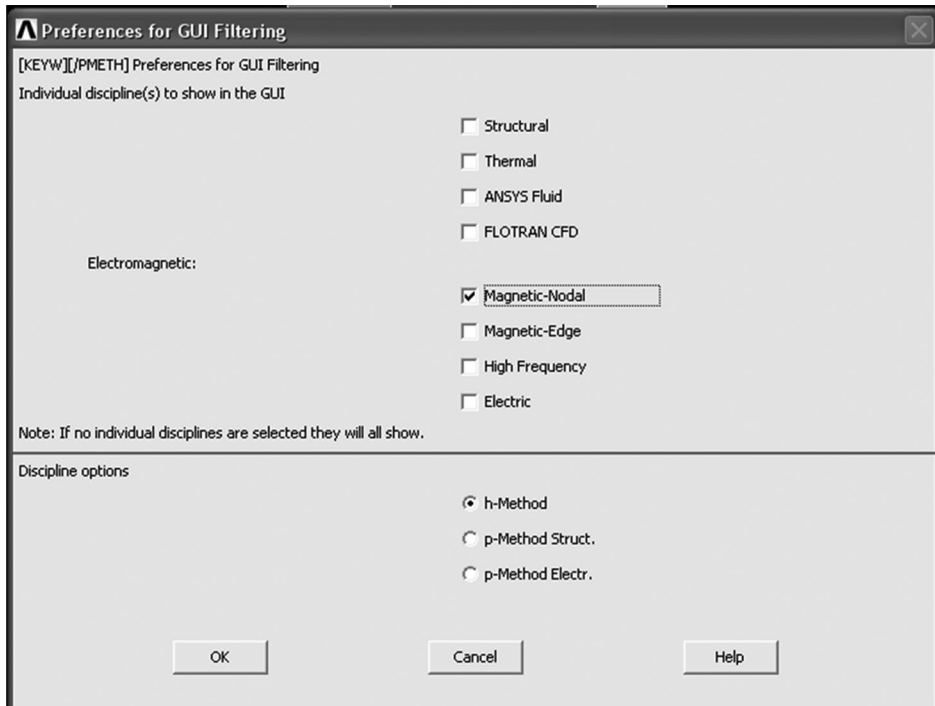 Preferences for GUI Filtering
[KEYW][/PMETH] Preferences for GUI Filtering
Individual discipline(s) to show in the GUI
Structural
Thermal
ANSYS Fluid
FLOTRAN CFD
Electromagnetic:
Magnetic-Nodal
Magnetic-Edge
High Frequency
Electric
Note: If no individual disciplines are selected they will all show.
Discipline options
h-Method
p-Method Struct.
p-Method Electr.
OK Cancel Help